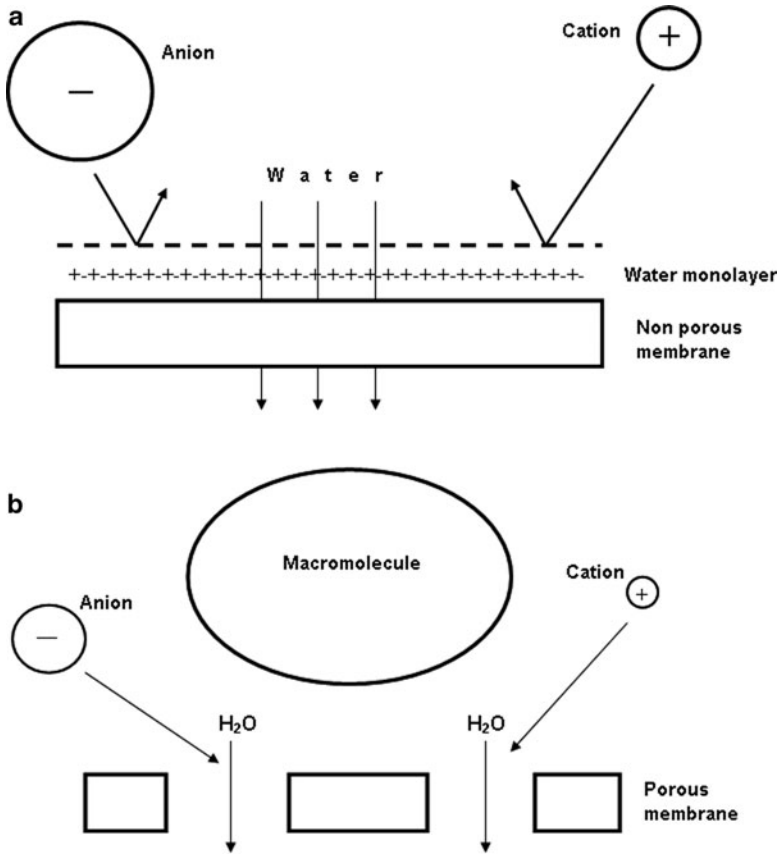 a
Anion
−
Cation
+
W a t e r
+-+-+-+-+-+-+-+-+-+-+-+-+-+-+-+-+-+-+-+-+-+-+-+-+-+-+-
Water monolayer
Non porous
membrane
b
Macromolecule
Anion
−
Cation
+
H₂O
H₂O
Porous
membrane